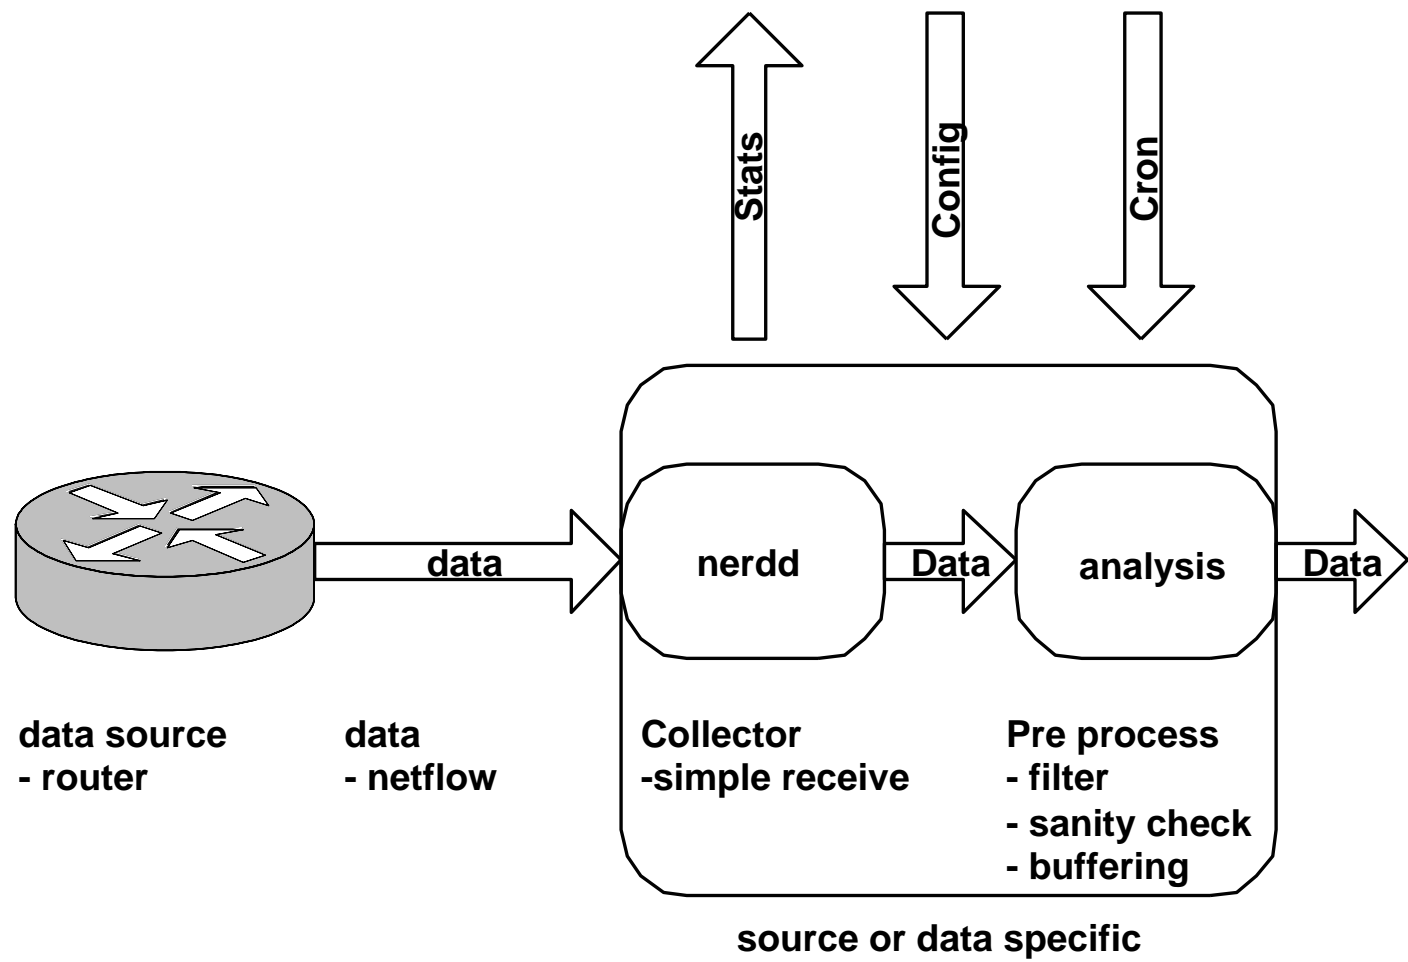 Stats
Config
Cron
data
nerdd
Data
analysis
Data
data source
- router
data
- netflow
Collector
-simple receive
Pre process
- filter
- sanity check
- buffering
source or data specific